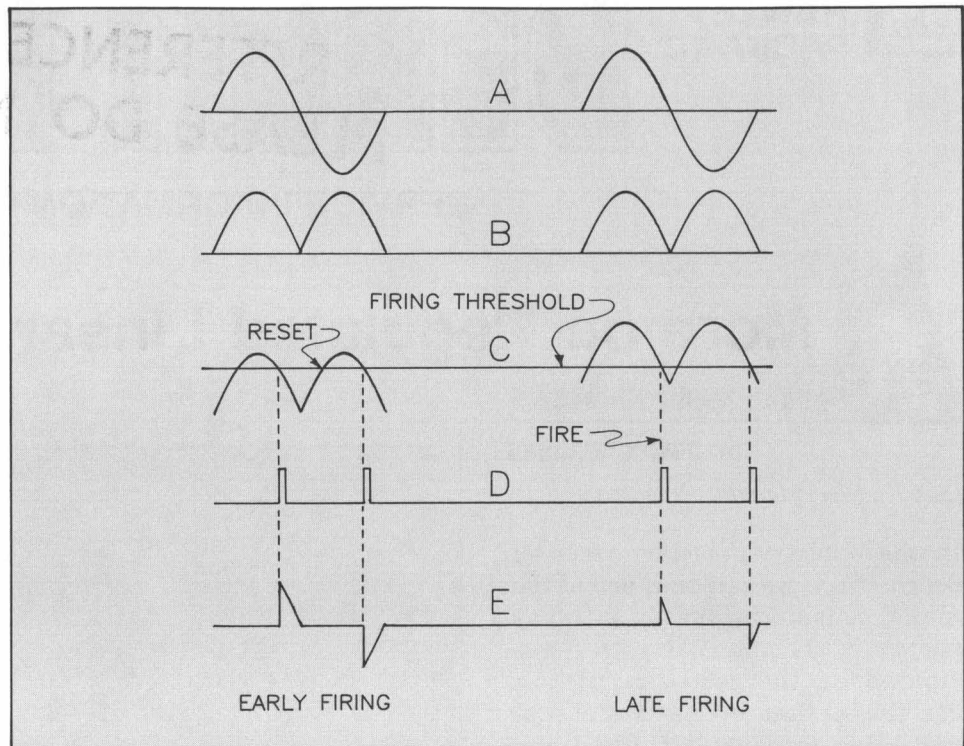 A
B
FIRING THRESHOLD
RESET
C
FIRE
D
E
EARLY FIRING
LATE FIRING